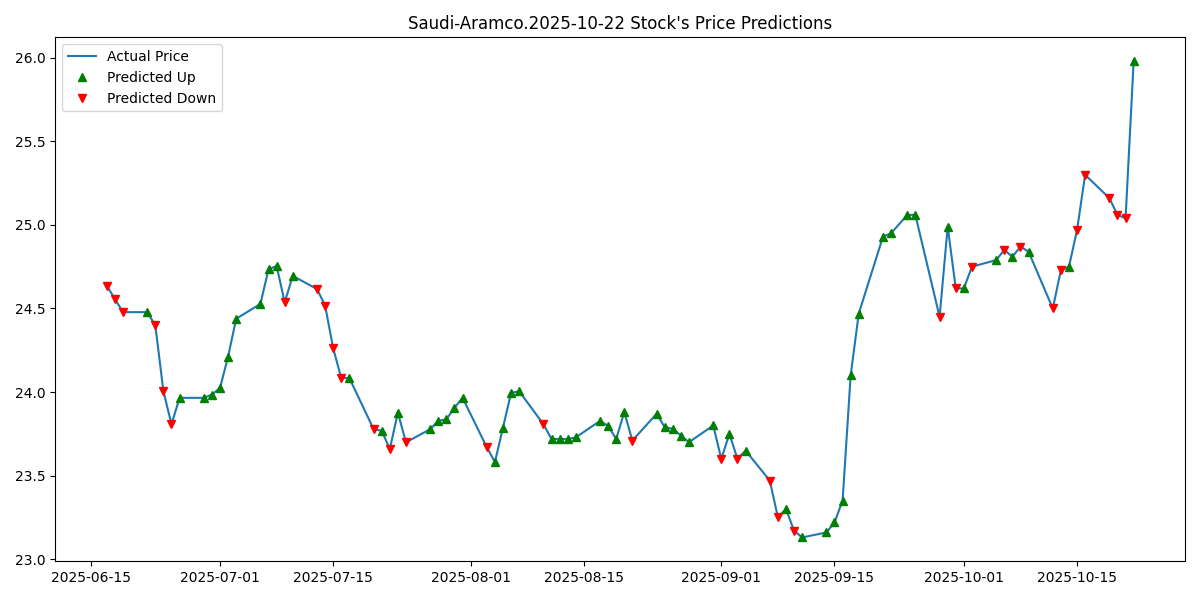 Saudi-Aramco.2025-10-22 Stock's Price Predictions
Actual Price
Predicted Up
Predicted Down
26.0
25.5
25.0
24.5
24.0
23.5
23.0
2025-06-15 2025-07-01 2025-07-15 2025-08-01 2025-08-15 2025-09-01 2025-09-15 2025-10-01 2025-10-15